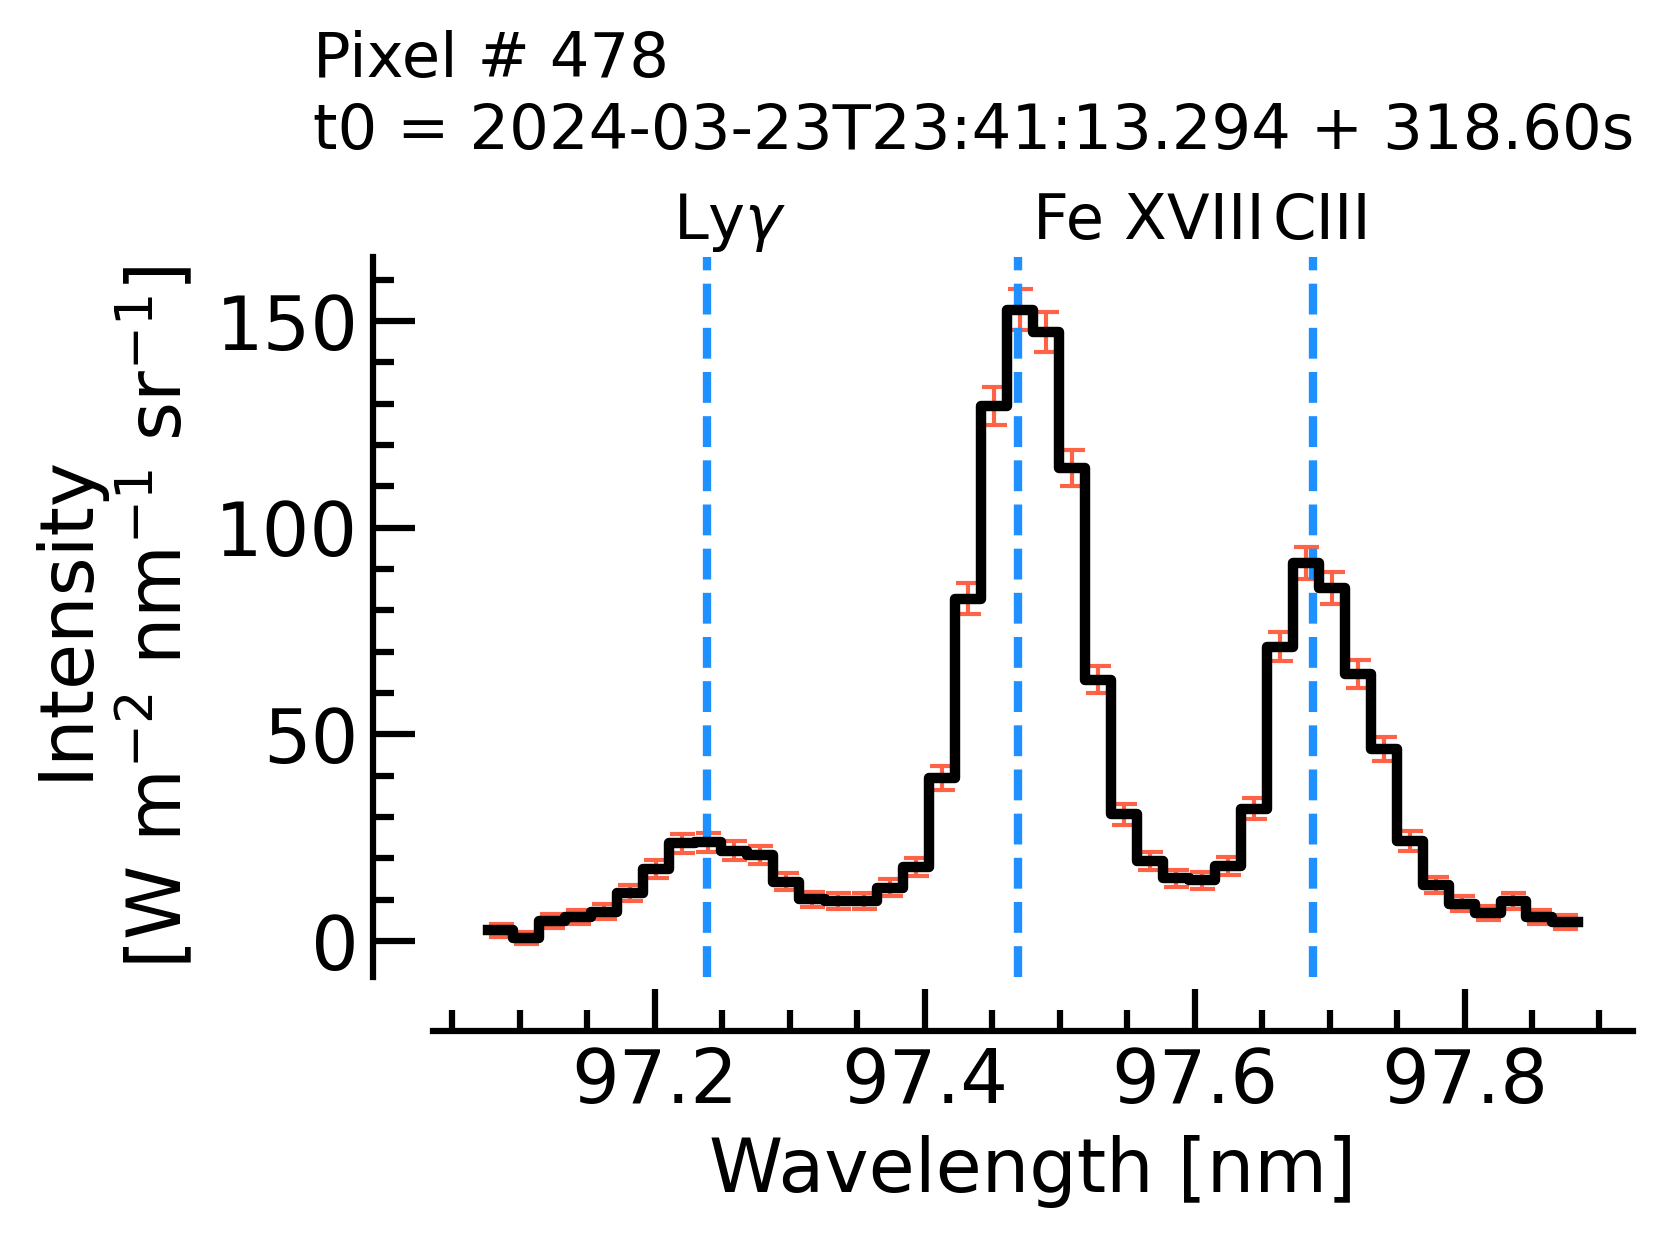 Pixel # 478
t0 = 2024-03-23T23:41:13.294 + 318.60s
Lyγ Fe XVIII CIII
Intensity
[W m⁻² nm⁻¹ sr⁻¹]
150
100
50
0
97.2 97.4 97.6 97.8
Wavelength [nm]